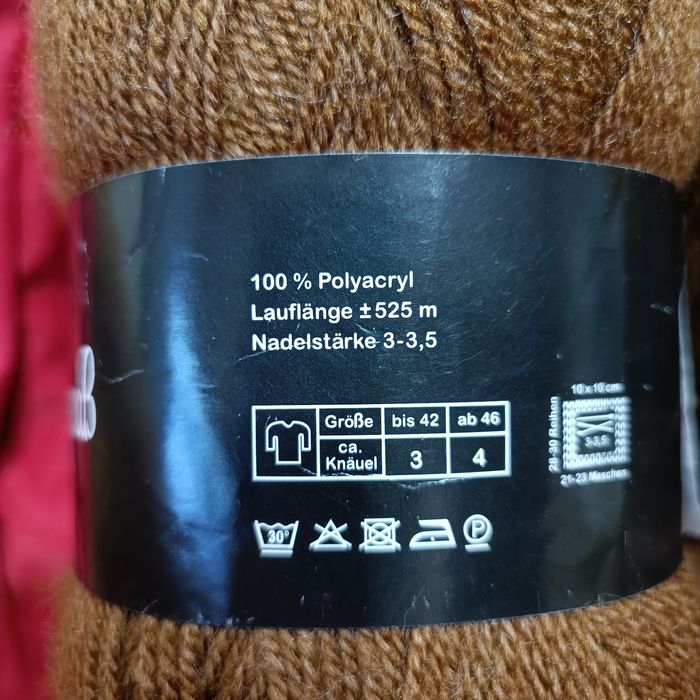 100 % Polyacryl
Lauflänge ± 525 m
Nadelstärke 3-3,5
Größe bis 42 ab 46
ca. Knäuel 3 4
10 x 10 cm
28-30 Reihen
3-3,5
21-23 Maschen
30°
P